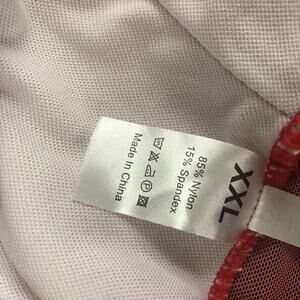 XXL
85% Nylon
15% Spandex
Made In China